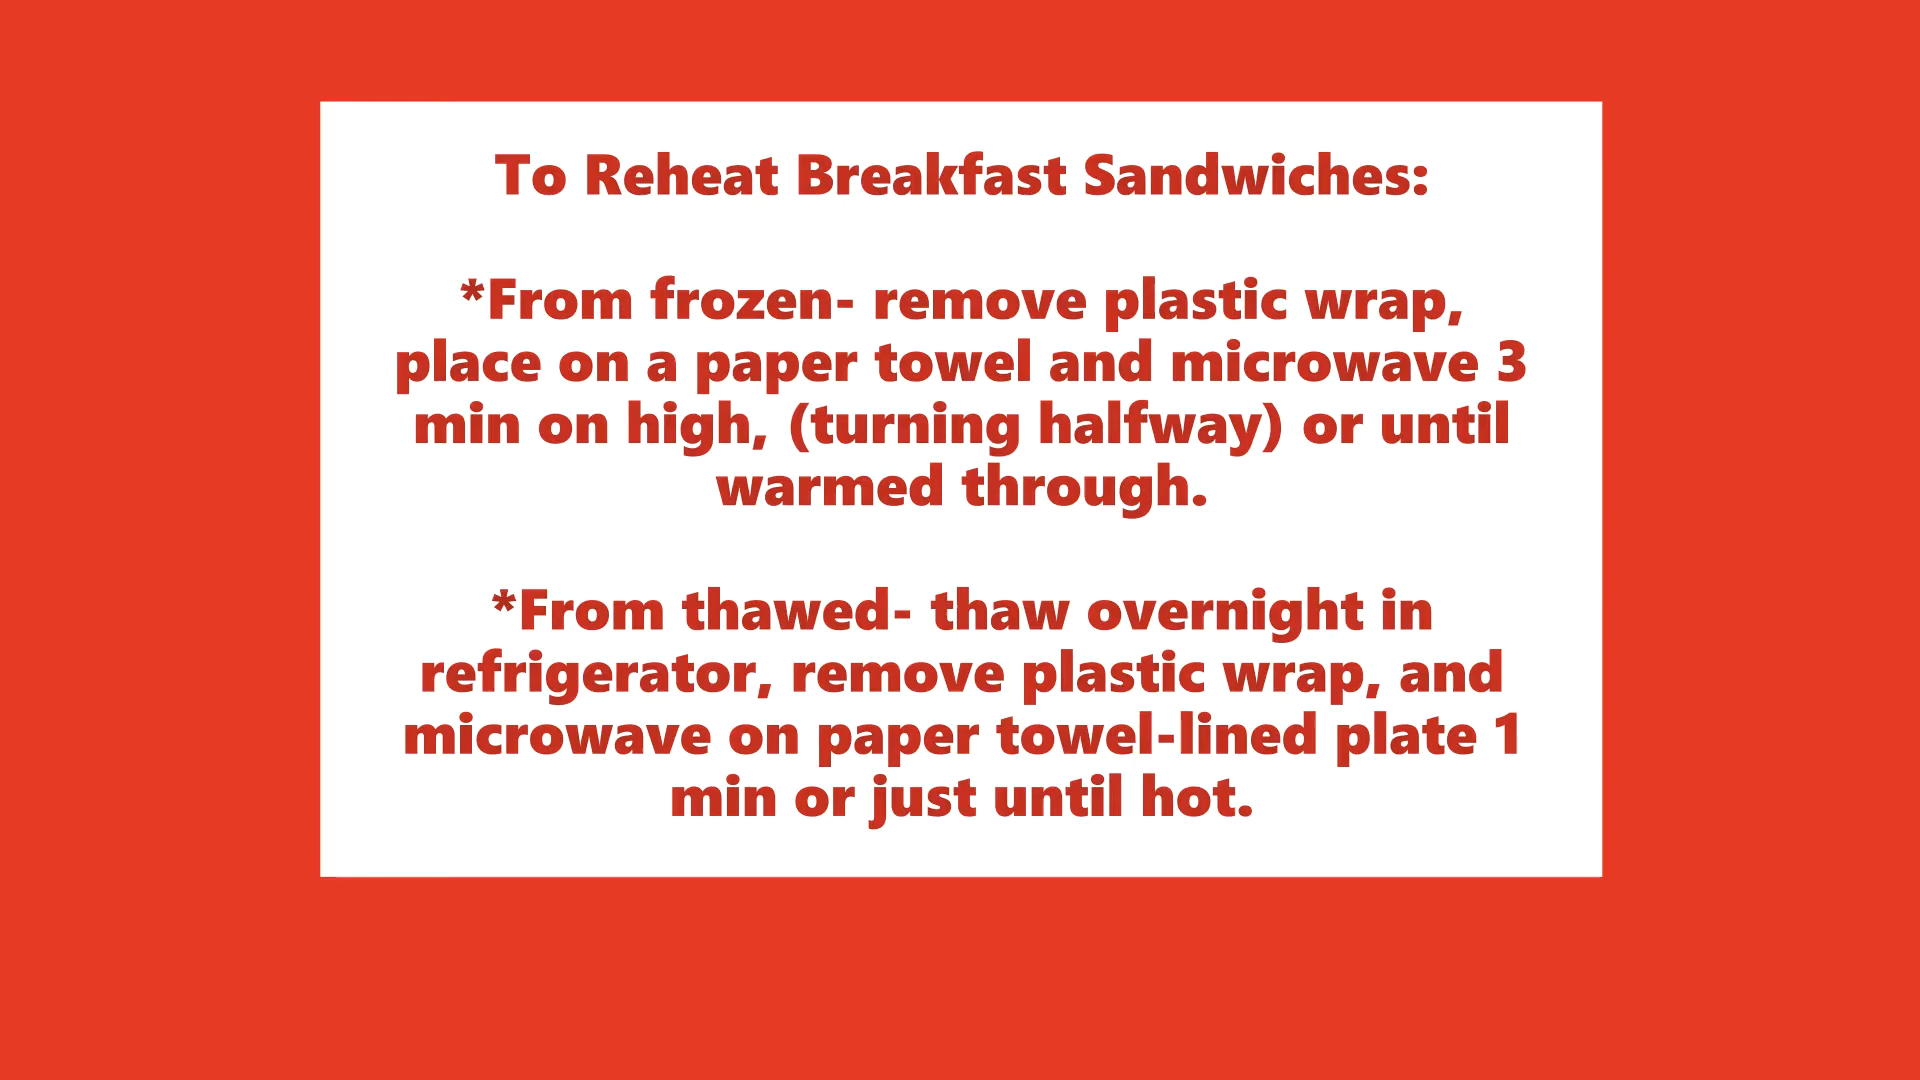 To Reheat Breakfast Sandwiches:
*From frozen- remove plastic wrap,
place on a paper towel and microwave 3
min on high, (turning halfway) or until
warmed through.
*From thawed- thaw overnight in
refrigerator, remove plastic wrap, and
microwave on paper towel-lined plate 1
min or just until hot.